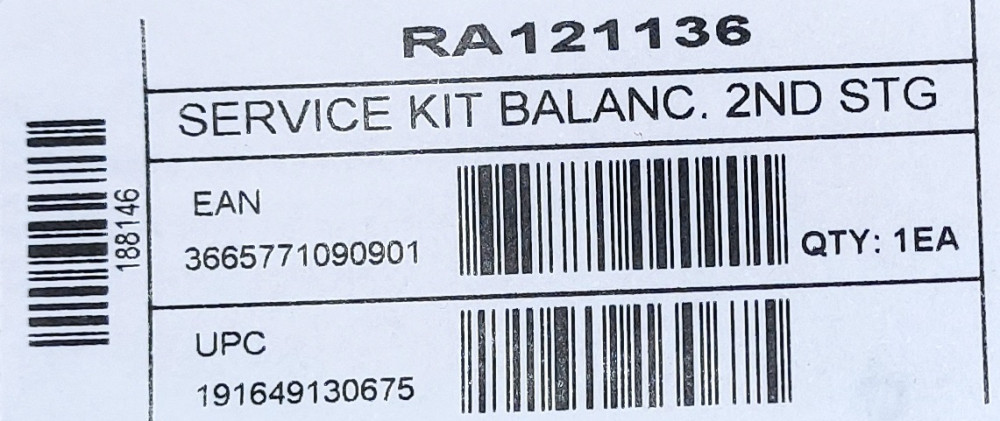 RA121136
SERVICE KIT BALANC. 2ND STG
EAN
3665771090901
QTY: 1EA
UPC
191649130675
188146